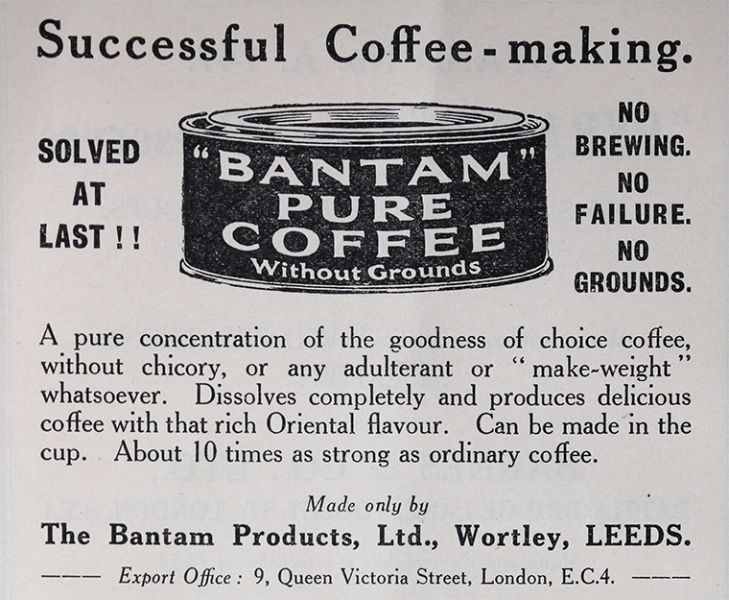 Successful Coffee-making.
SOLVED
AT
LAST !!
"BANTAM"
PURE
COFFEE
Without Grounds
NO
BREWING.
NO
FAILURE.
NO
GROUNDS.
A pure concentration of the goodness of choice coffee,
without chicory, or any adulterant or "make-weight"
whatsoever. Dissolves completely and produces delicious
coffee with that rich Oriental flavour. Can be made in the
cup. About 10 times as strong as ordinary coffee.
Made only by
The Bantam Products, Ltd., Wortley, LEEDS.
Export Office : 9, Queen Victoria Street, London, E.C.4.